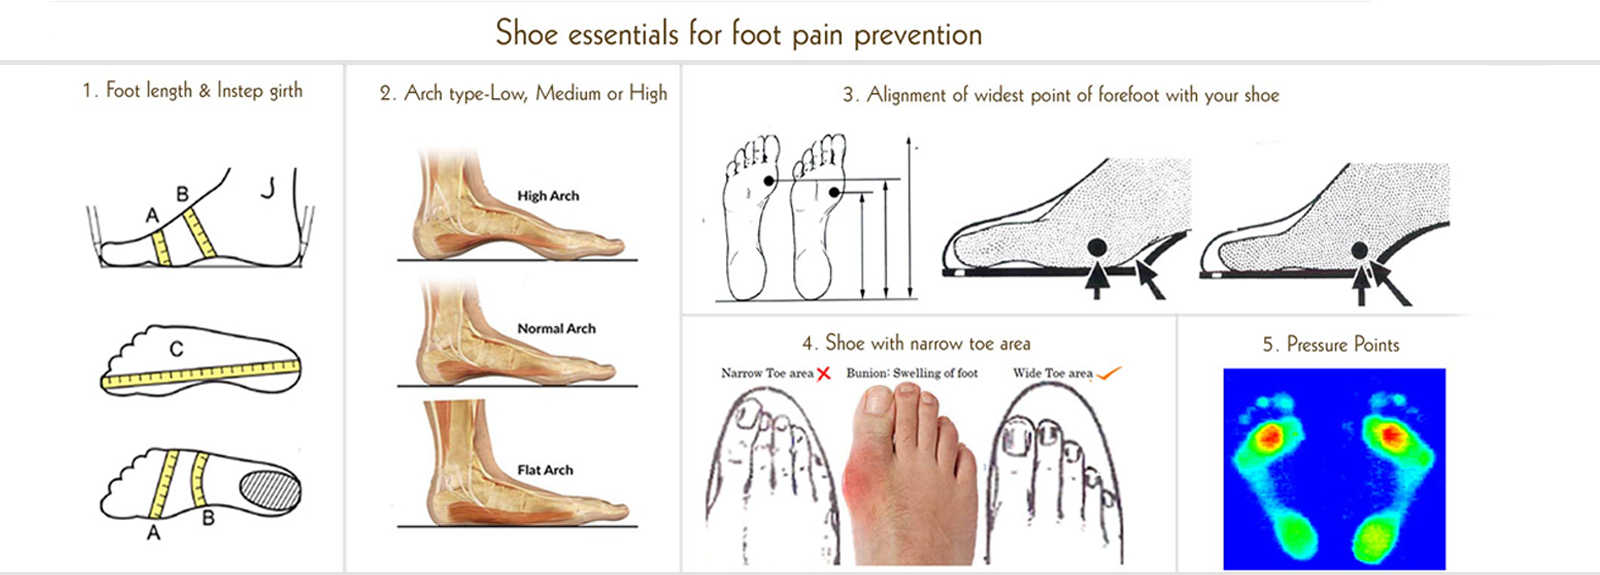 Shoe essentials for foot pain prevention
1. Foot length & Instep girth
A
B
C
A
B
2. Arch type-Low, Medium or High
High Arch
Normal Arch
Flat Arch
3. Alignment of widest point of forefoot with your shoe
4. Shoe with narrow toe area
Narrow Toe area
Bunion: Swelling of foot
Wide Toe area
5. Pressure Points